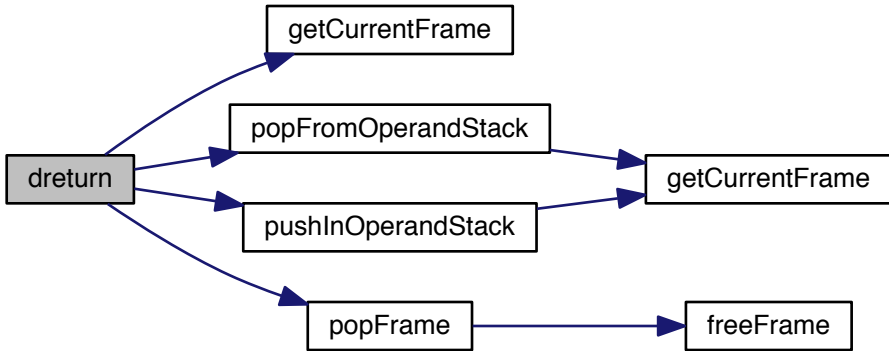 getCurrentFrame
popFromOperandStack
dreturn
getCurrentFrame
pushInOperandStack
popFrame
freeFrame